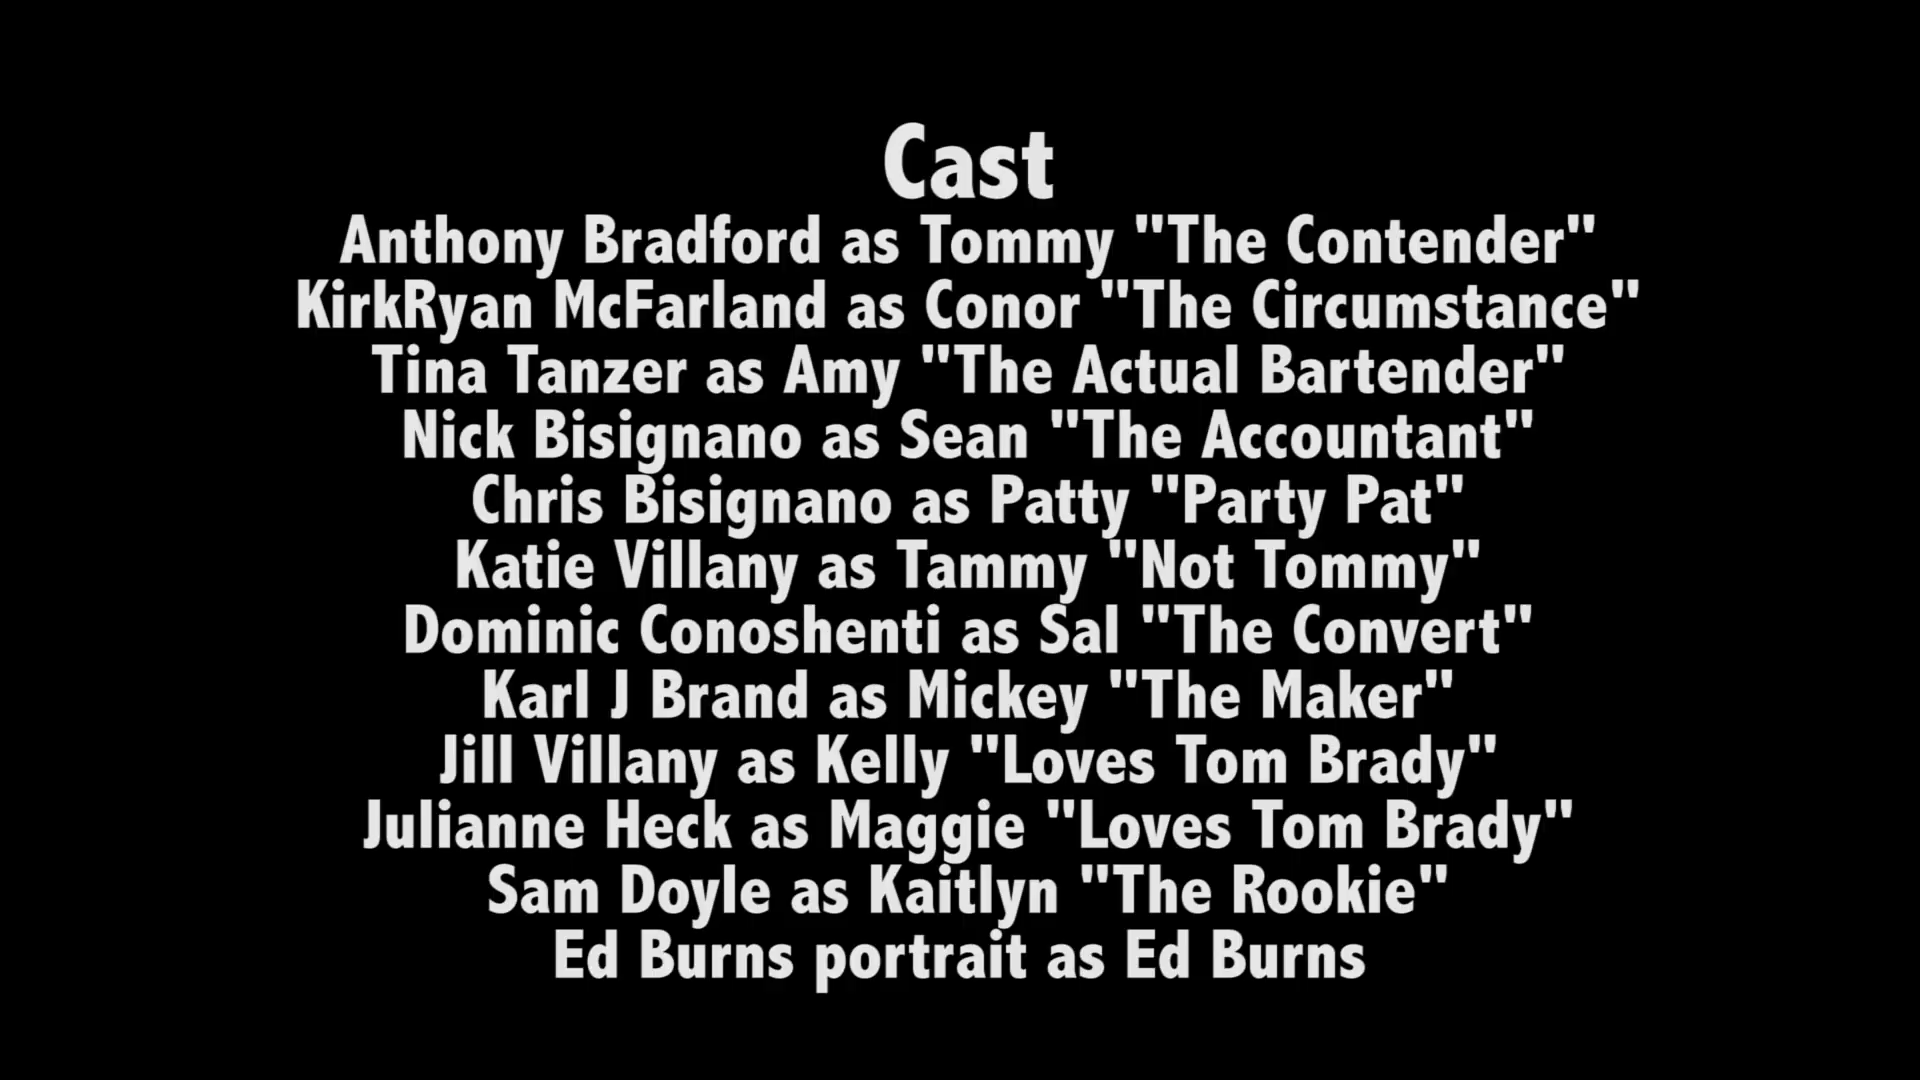 Cast
Anthony Bradford as Tommy "The Contender"
KirkRyan McFarland as Conor "The Circumstance"
Tina Tanzer as Amy "The Actual Bartender"
Nick Bisignano as Sean "The Accountant"
Chris Bisignano as Patty "Party Pat"
Katie Villany as Tammy "Not Tommy"
Dominic Conoshenti as Sal "The Convert"
Karl J Brand as Mickey "The Maker"
Jill Villany as Kelly "Loves Tom Brady"
Julianne Heck as Maggie "Loves Tom Brady"
Sam Doyle as Kaitlyn "The Rookie"
Ed Burns portrait as Ed Burns